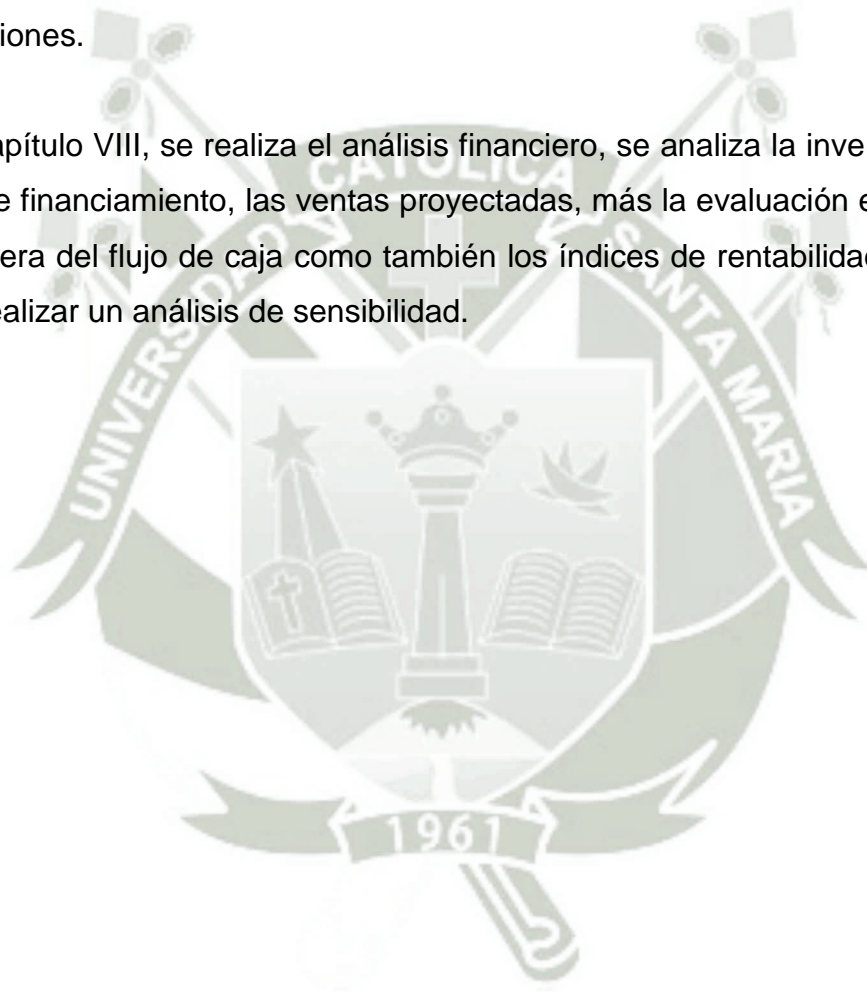 iones.
apítulo VIII, se realiza el análisis financiero, se analiza la inve
e financiamiento, las ventas proyectadas, más la evaluación e
era del flujo de caja como también los índices de rentabilidad
ealizar un análisis de sensibilidad.
UNIVERSIDAD CATOLICA SANTA MARIA
1961